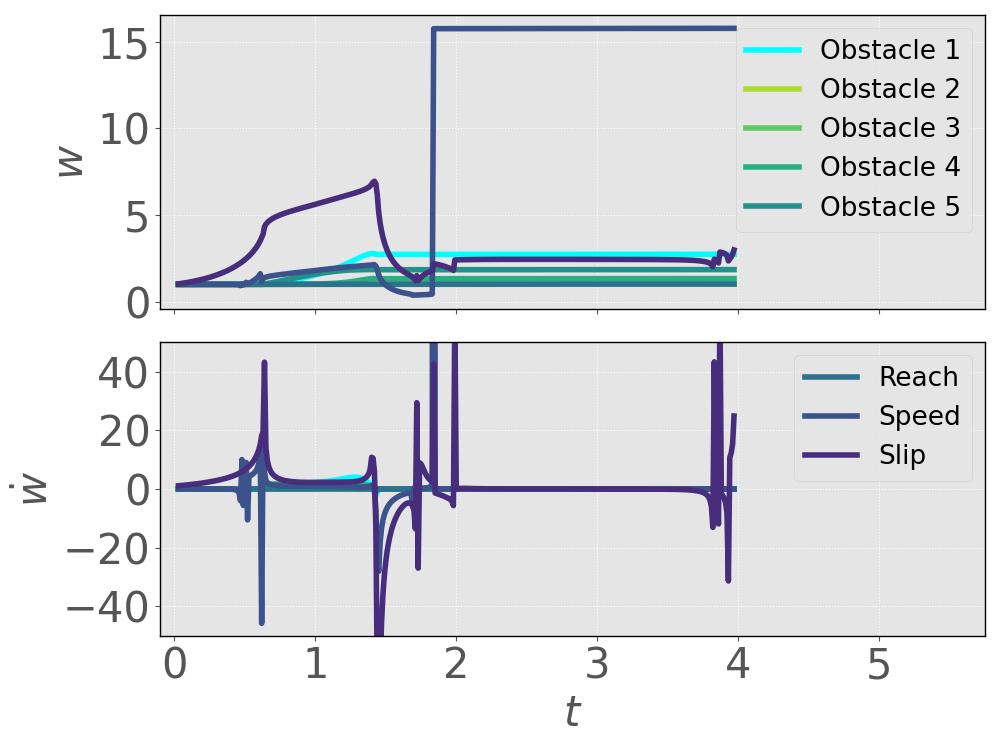 15
10
5
0
w
Obstacle 1
Obstacle 2
Obstacle 3
Obstacle 4
Obstacle 5
40
20
0
−20
−40
ẇ
Reach
Speed
Slip
0 1 2 3 4 5
t